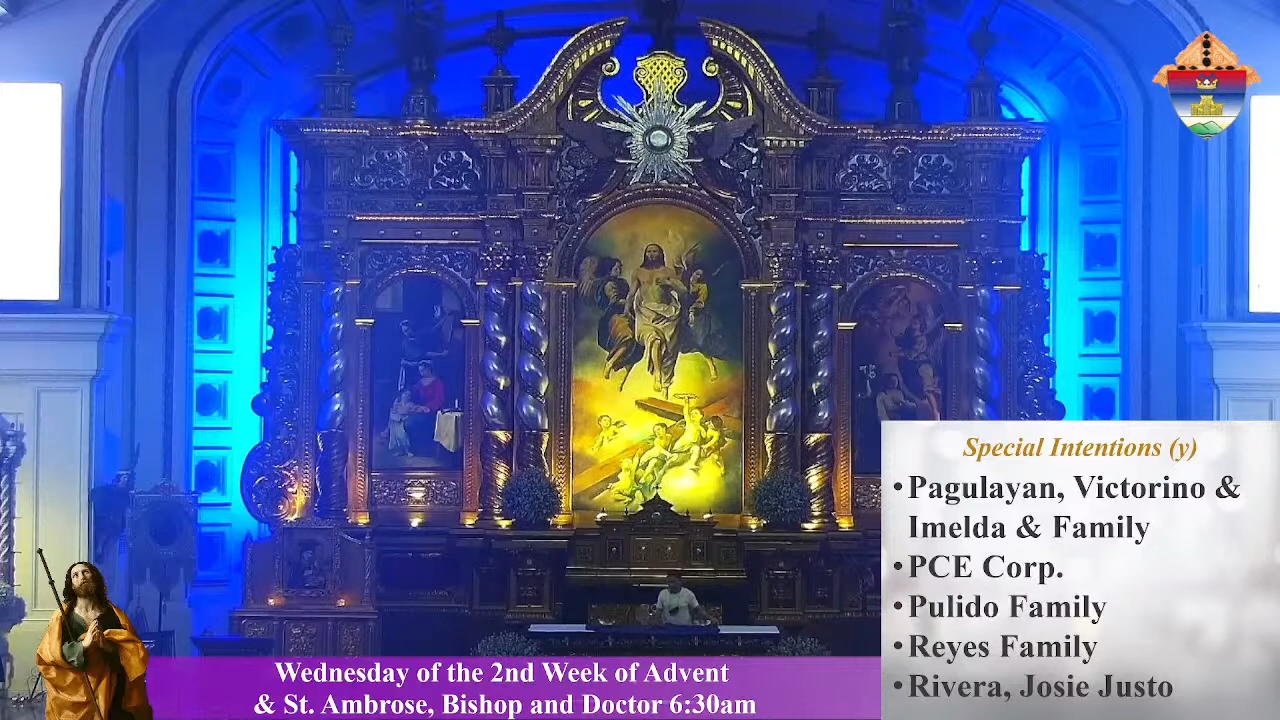 Special Intentions (y)
• Pagulayan, Victorino &
Imelda & Family
• PCE Corp.
• Pulido Family
• Reyes Family
• Rivera, Josie Justo
Wednesday of the 2nd Week of Advent
& St. Ambrose, Bishop and Doctor 6:30am